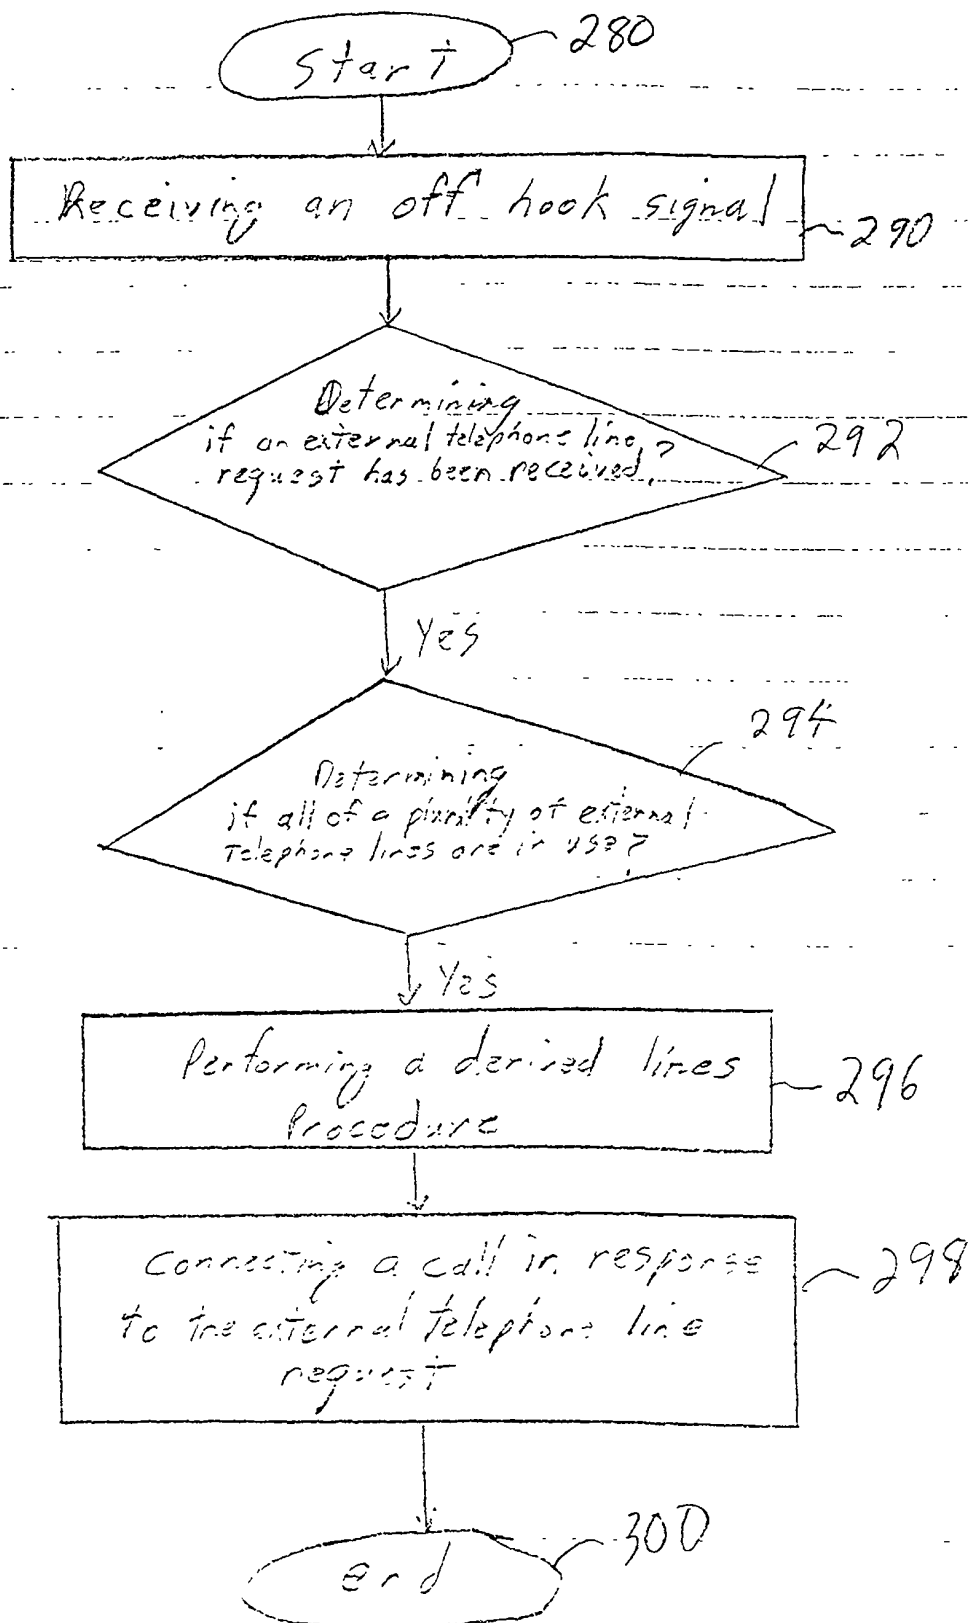 Start
280
Receiving an off hook signal
290
Determining
if an external telephone line
request has been received?
292
Yes
294
Determining
if all of a plurality of external
telephone lines are in use?
Yes
Performing a derived lines
Procedure
296
Connecting a call in response
to the external telephone line
request
298
300
end